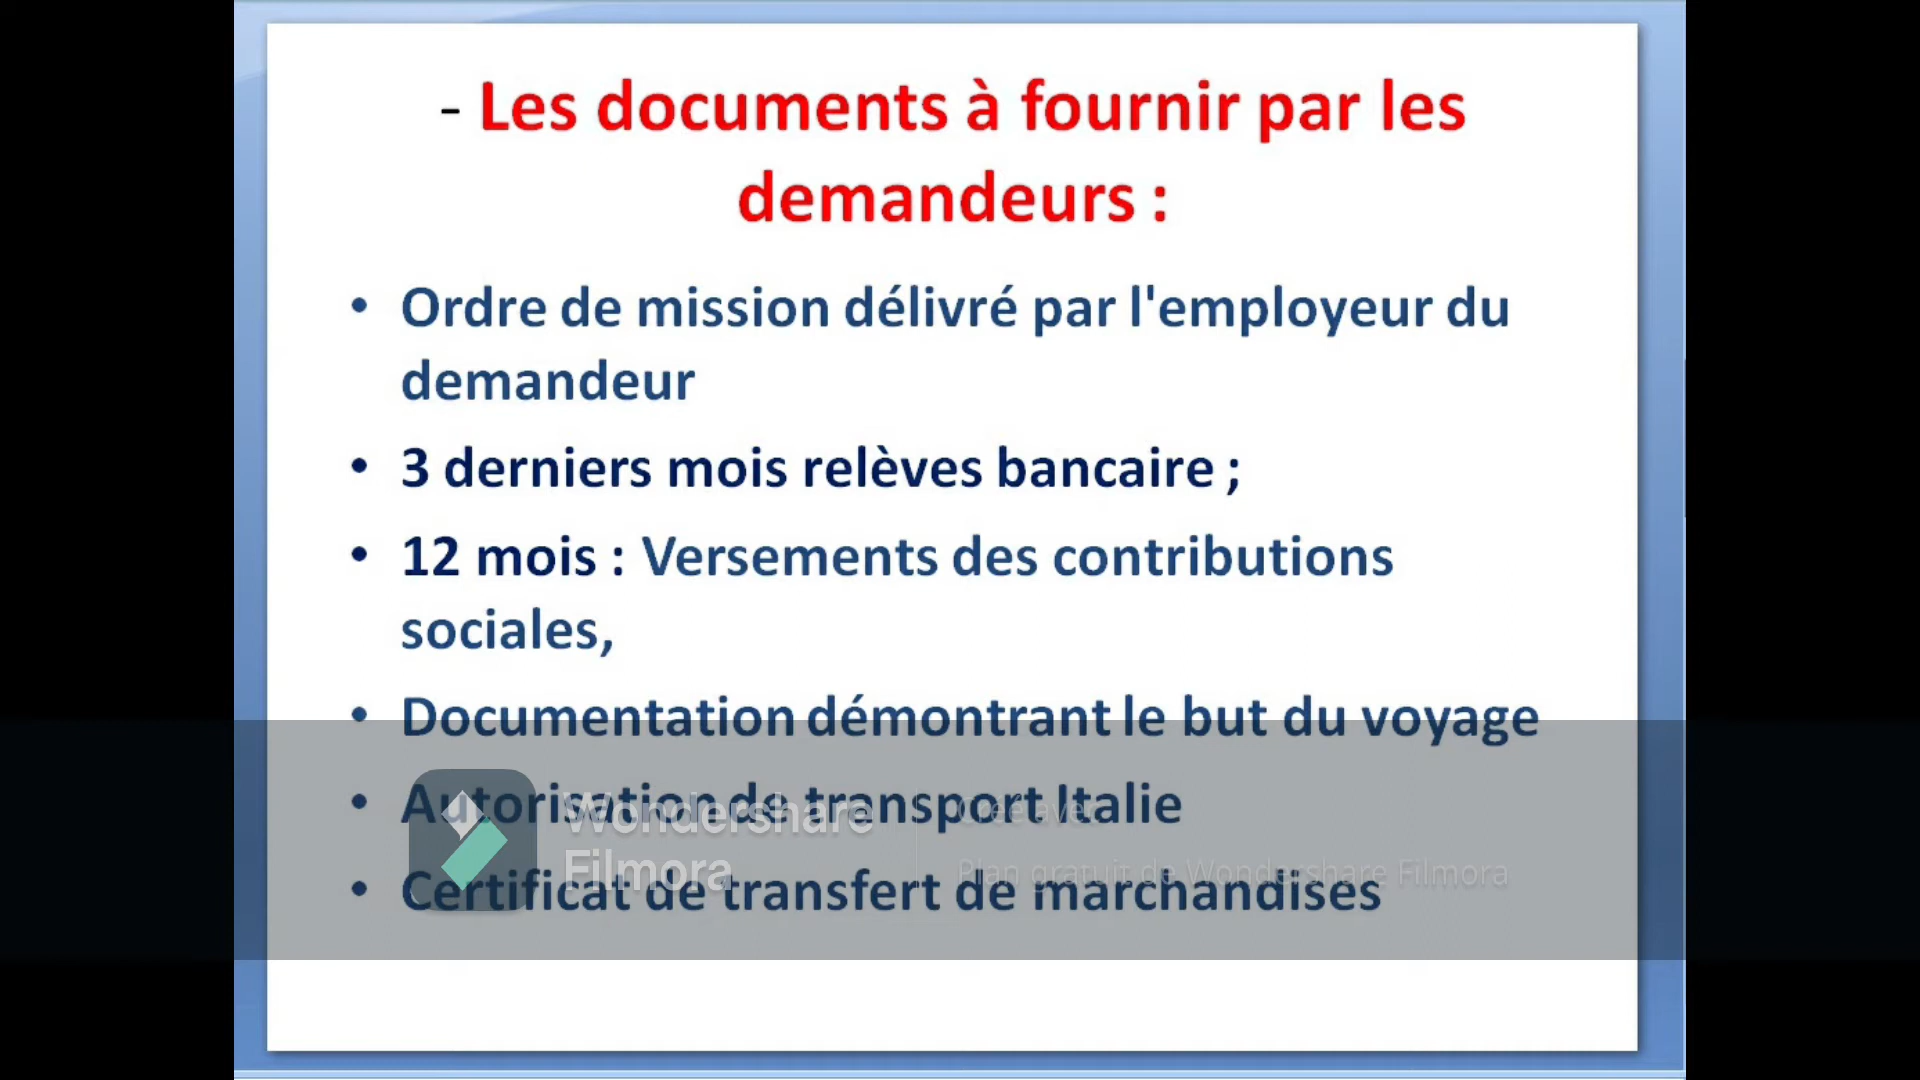 - Les documents à fournir par les
demandeurs :
• Ordre de mission délivré par l'employeur du
demandeur
• 3 derniers mois relèves bancaire ;
• 12 mois : Versements des contributions
sociales,
• Documentation démontrant le but du voyage
• Autorisation de transport Italie
• Certificat de transfert de marchandises
Wondershare
Filmora
Créé avec
Plan gratuit de Wondershare Filmora